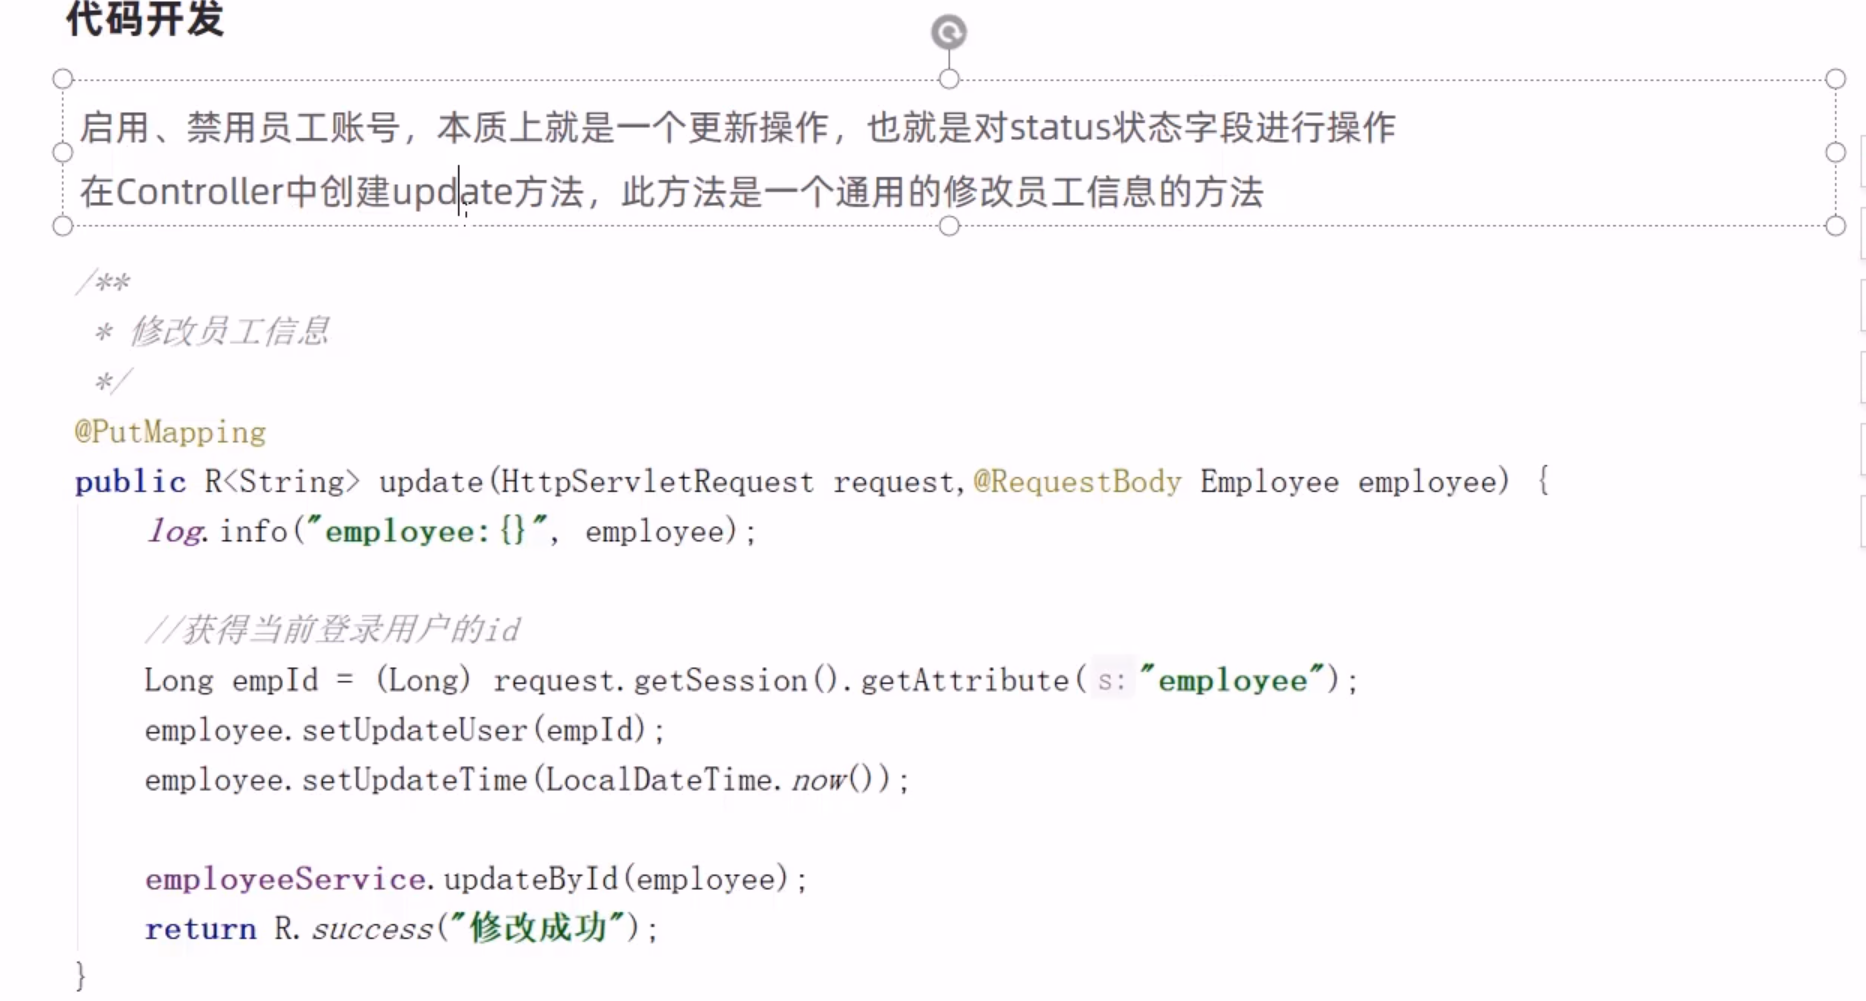 代码开发
启用、禁用员工账号，本质上就是一个更新操作，也就是对status状态字段进行操作
在Controller中创建update方法，此方法是一个通用的修改员工信息的方法
/**
 * 修改员工信息
 */
@PutMapping
public R<String> update(HttpServletRequest request,@RequestBody Employee employee) {
    log.info("employee:{}", employee);
    //获得当前登录用户的id
    Long empId = (Long) request.getSession().getAttribute( s: "employee");
    employee.setUpdateUser(empId);
    employee.setUpdateTime(LocalDateTime.now());
    employeeService.updateById(employee);
    return R.success("修改成功");
}